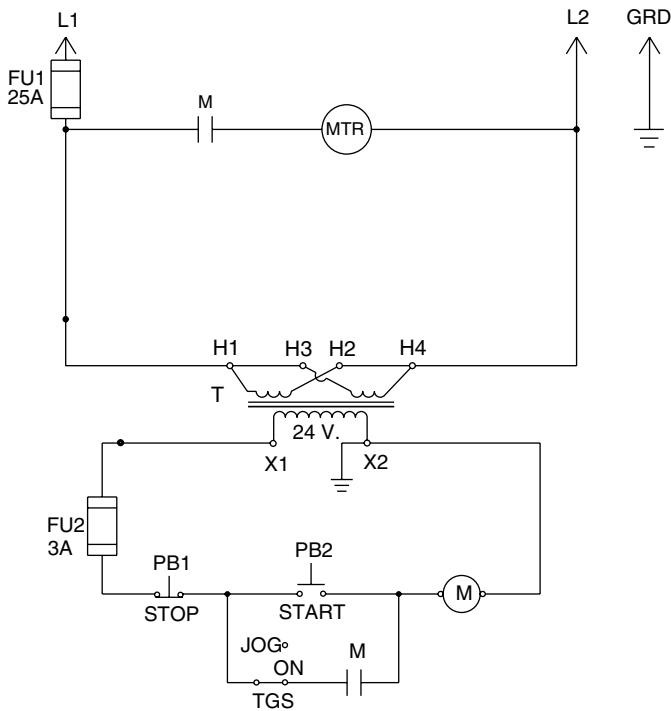 L1
L2
GRD
FU1
25A
M
MTR
H1
H3
H2
H4
T
24 V.
X1
X2
FU2
3A
PB1
PB2
STOP
START
M
JOG
ON
M
TGS